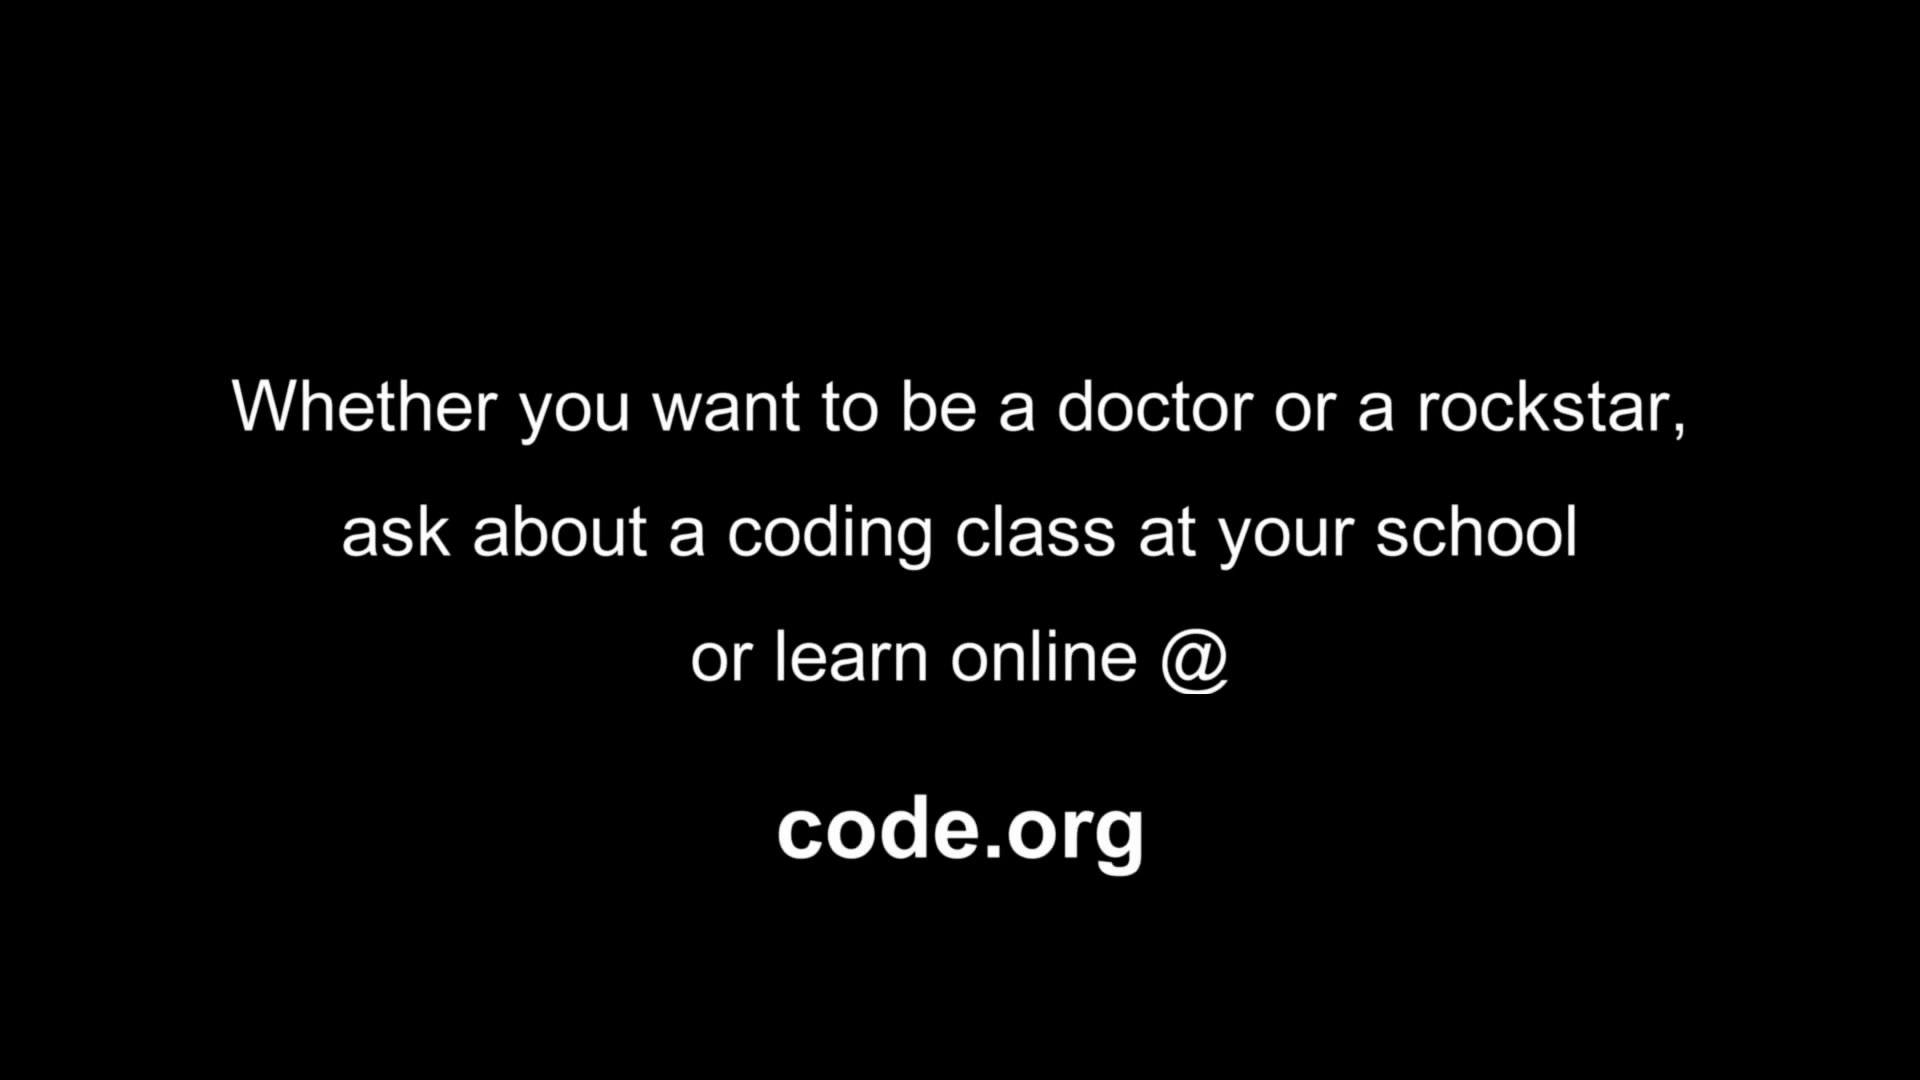 Whether you want to be a doctor or a rockstar,
ask about a coding class at your school
or learn online @
code.org